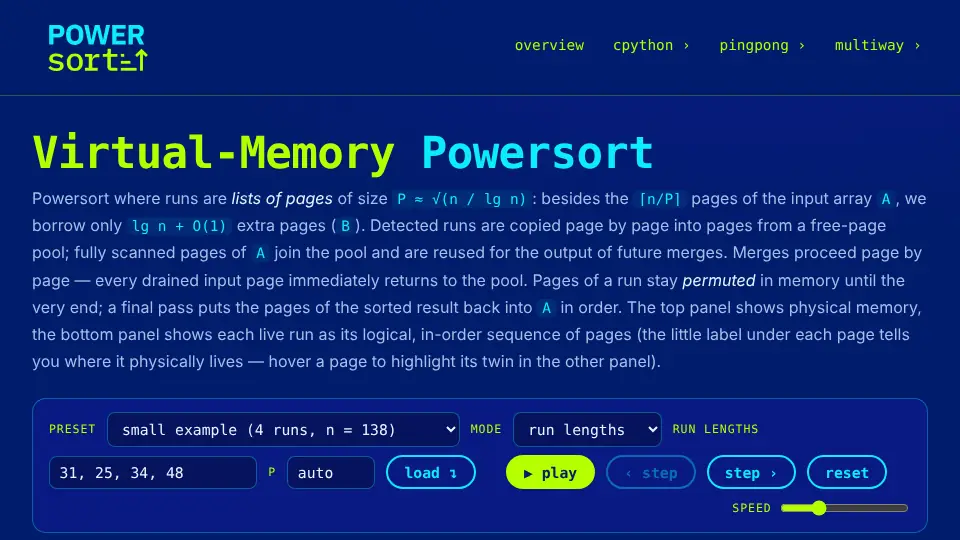 POWER
sort
overview cpython › pingpong › multiway ›
Virtual-Memory Powersort
Powersort where runs are lists of pages of size P ≈ √(n / lg n) : besides the ⌈n/P⌉ pages of the input array A , we
borrow only lg n + O(1) extra pages ( B ). Detected runs are copied page by page into pages from a free-page
pool; fully scanned pages of A join the pool and are reused for the output of future merges. Merges proceed page by
page — every drained input page immediately returns to the pool. Pages of a run stay permuted in memory until the
very end; a final pass puts the pages of the sorted result back into A in order. The top panel shows physical memory,
the bottom panel shows each live run as its logical, in-order sequence of pages (the little label under each page tells
you where it physically lives — hover a page to highlight its twin in the other panel).
PRESET small example (4 runs, n = 138) MODE run lengths RUN LENGTHS
31, 25, 34, 48 P auto load ↴ ▶ play ‹ step step › reset
SPEED